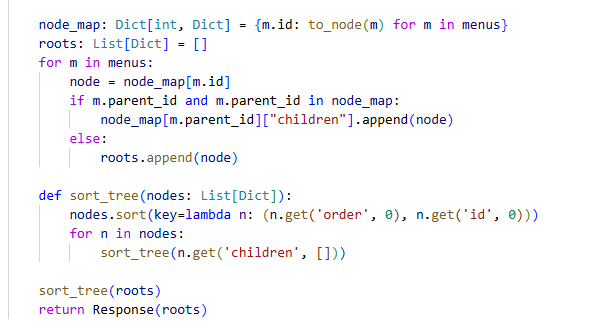 node_map: Dict[int, Dict] = {m.id: to_node(m) for m in menus}
roots: List[Dict] = []
for m in menus:
    node = node_map[m.id]
    if m.parent_id and m.parent_id in node_map:
        node_map[m.parent_id]["children"].append(node)
    else:
        roots.append(node)

def sort_tree(nodes: List[Dict]):
    nodes.sort(key=lambda n: (n.get('order', 0), n.get('id', 0)))
    for n in nodes:
        sort_tree(n.get('children', []))

sort_tree(roots)
return Response(roots)